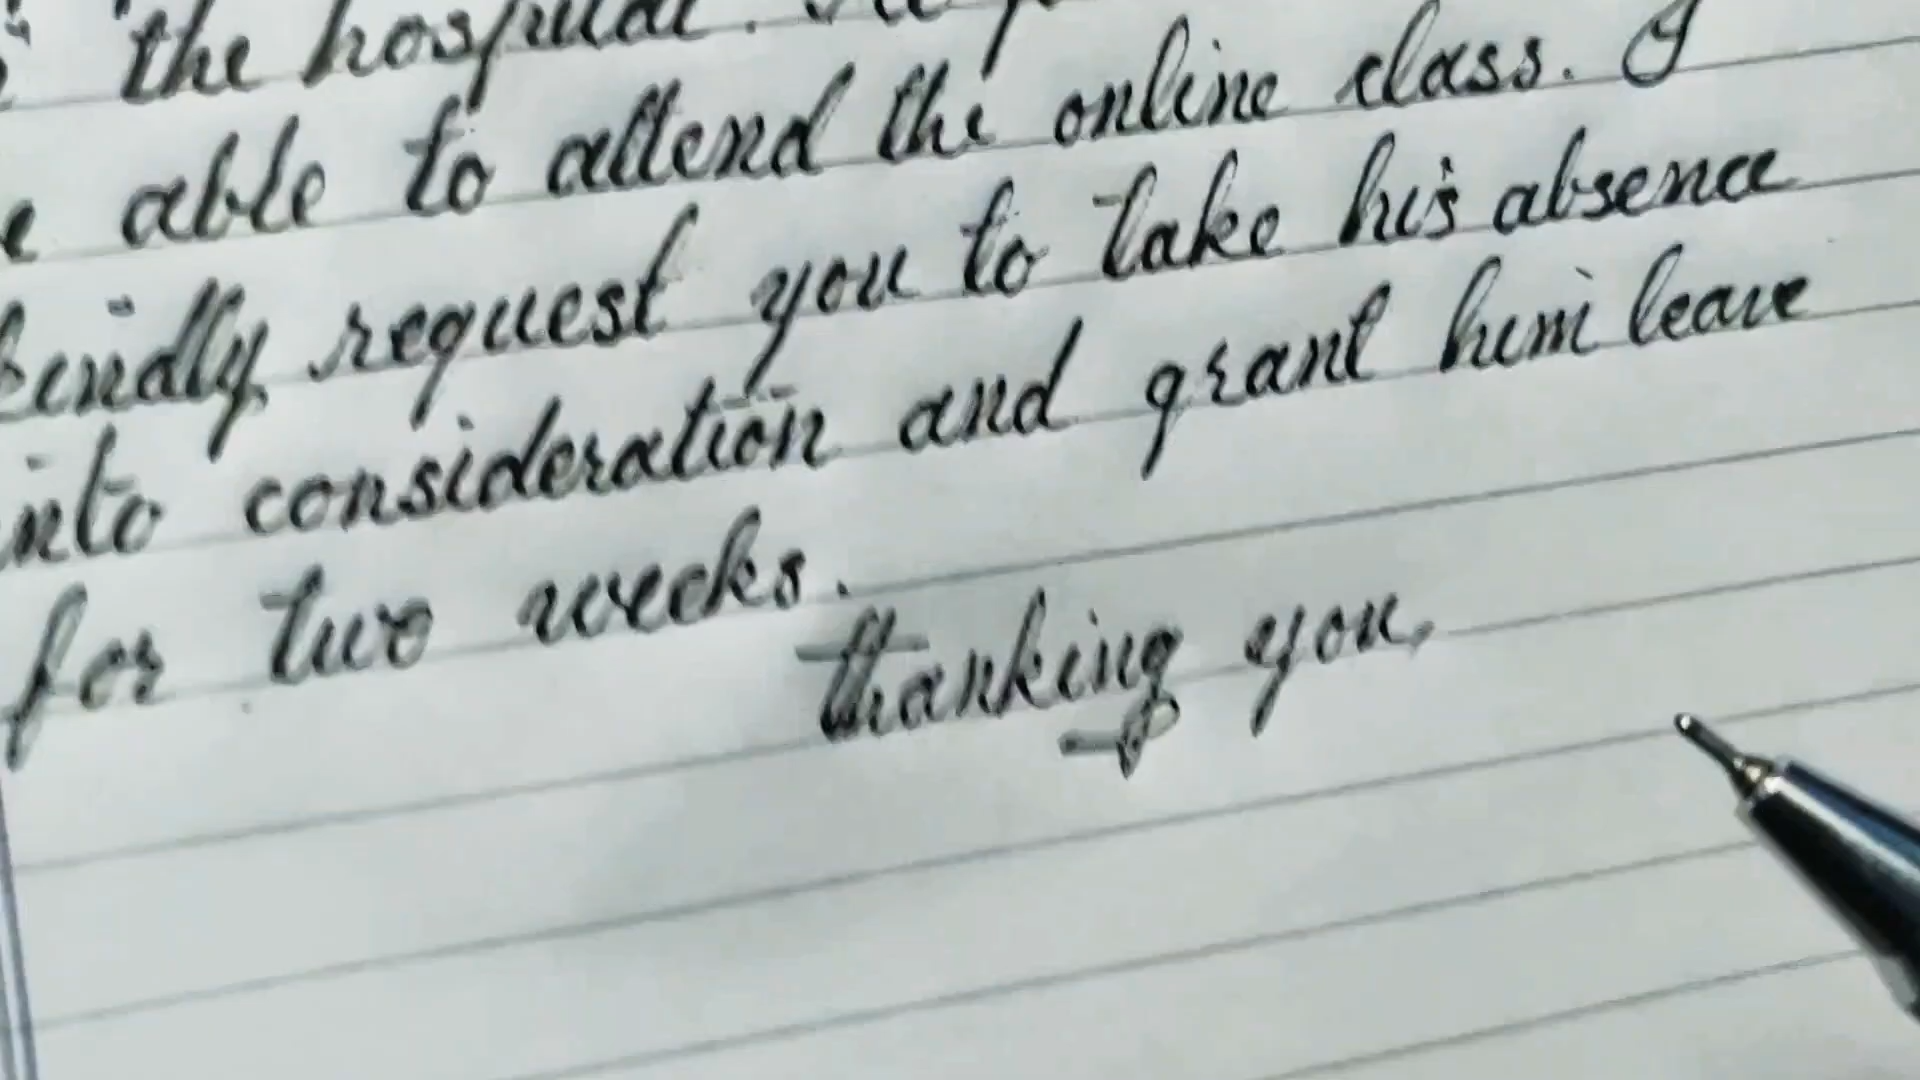 the hospital.
able to attend the online class. I
kindly request you to take his absence
into consideration and grant him leave
for two weeks.
thanking you,